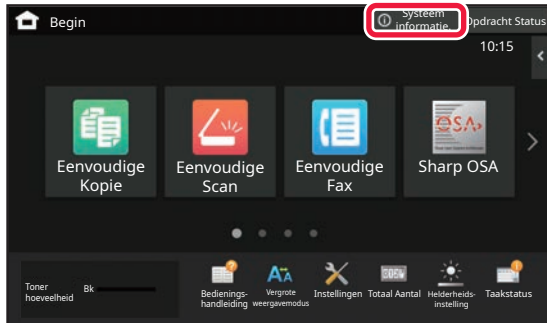 Begin
Systeem
informatie.
Opdracht Status
10:15
Eenvoudige
Kopie
Eenvoudige
Scan
Eenvoudige
Fax
OSA
Sharp OSA
Toner
hoeveelheid
Bk
Bedienings-
handleiding
Vergrote
weergavemodus
Instellingen
Totaal Aantal
Helderheids-
instelling
Taakstatus